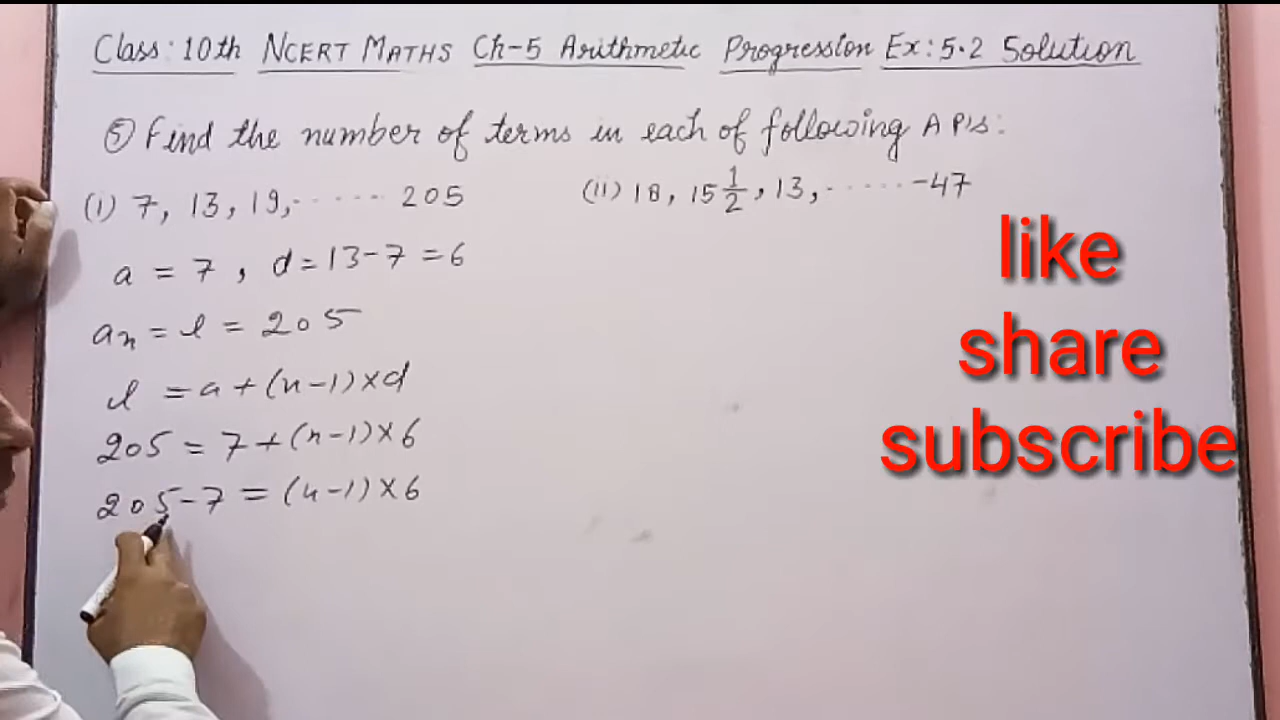 Class: 10th NCERT MATHS Ch-5 Arithmetic Progression Ex: 5.2 Solution
⑤ Find the number of terms in each of following A P's:
(i) 7, 13, 19, ...... 205
(ii) 18, 15 1/2, 13, ...... -47
a = 7, d = 13-7 = 6
aₙ = l = 205
l = a + (n-1)×d
205 = 7 + (n-1)×6
205-7 = (n-1)×6
like
share
subscribe